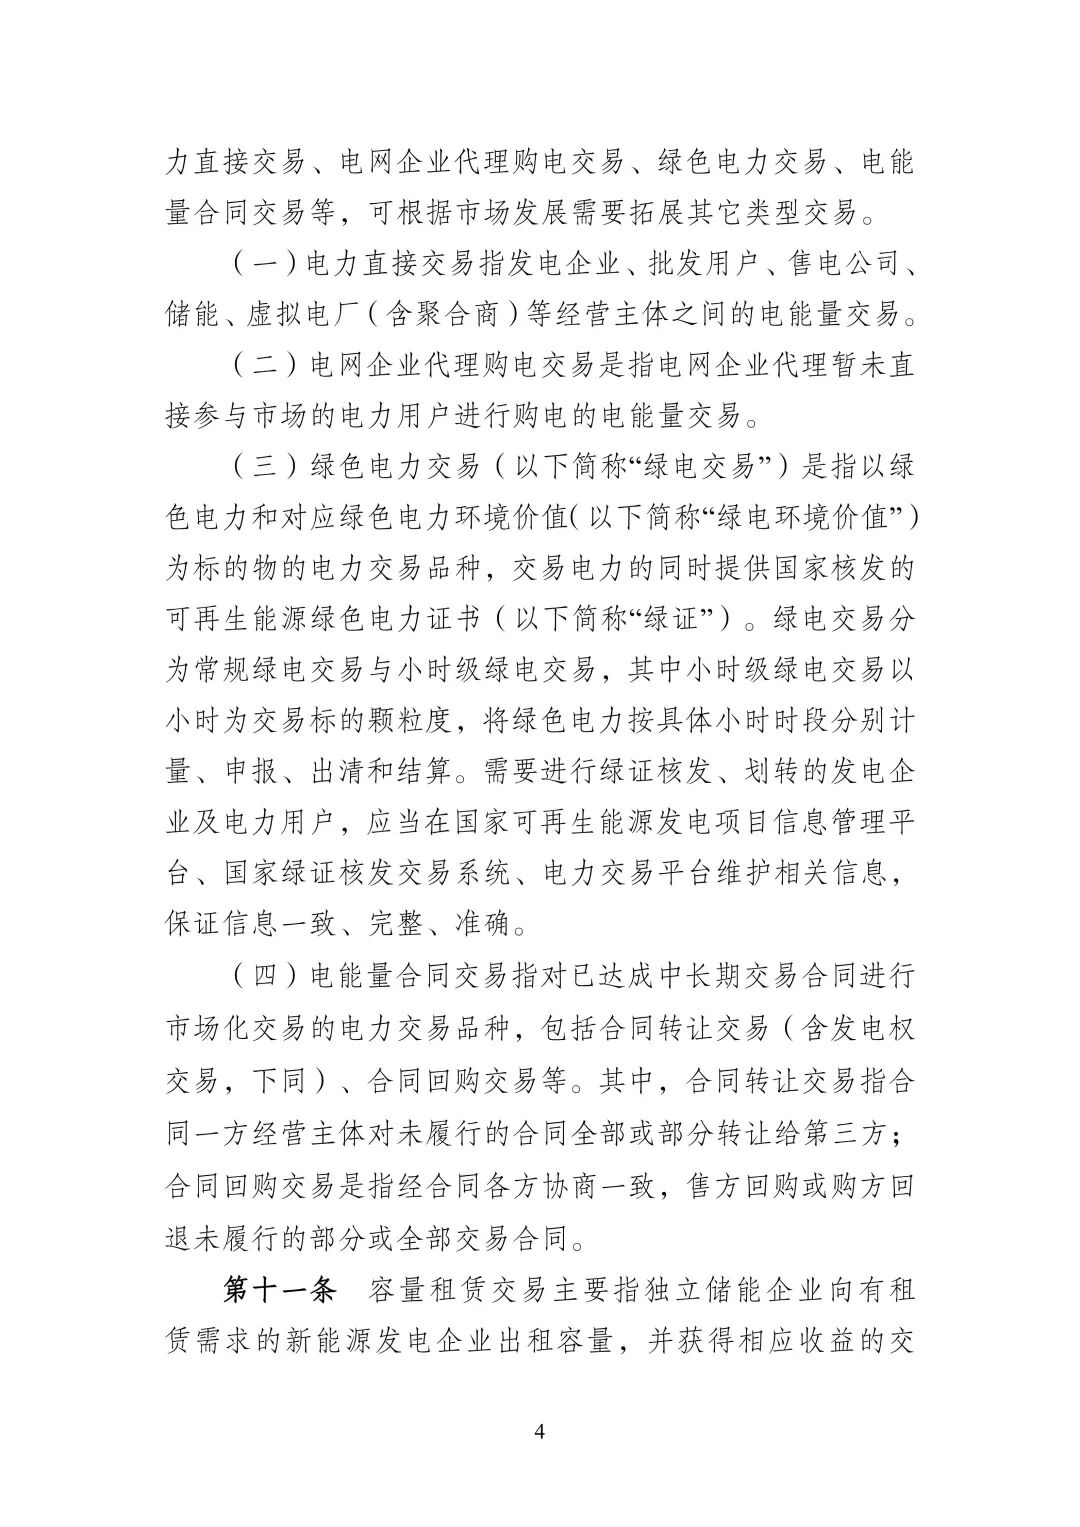 力直接交易、电网企业代理购电交易、绿色电力交易、电能
量合同交易等，可根据市场发展需要拓展其它类型交易。
（一）电力直接交易指发电企业、批发用户、售电公司、
储能、虚拟电厂（含聚合商）等经营主体之间的电能量交易。
（二）电网企业代理购电交易是指电网企业代理暂未直
接参与市场的电力用户进行购电的电能量交易。
（三）绿色电力交易（以下简称“绿电交易”）是指以绿
色电力和对应绿色电力环境价值（以下简称“绿电环境价值”）
为标的物的电力交易品种，交易电力的同时提供国家核发的
可再生能源绿色电力证书（以下简称“绿证”）。绿电交易分
为常规绿电交易与小时级绿电交易，其中小时级绿电交易以
小时为交易标的颗粒度，将绿色电力按具体小时时段分别计
量、申报、出清和结算。需要进行绿证核发、划转的发电企
业及电力用户，应当在国家可再生能源发电项目信息管理平
台、国家绿证核发交易系统、电力交易平台维护相关信息，
保证信息一致、完整、准确。
（四）电能量合同交易指对已达成中长期交易合同进行
市场化交易的电力交易品种，包括合同转让交易（含发电权
交易，下同）、合同回购交易等。其中，合同转让交易指合
同一方经营主体对未履行的合同全部或部分转让给第三方；
合同回购交易是指经合同各方协商一致，售方回购或购方回
退未履行的部分或全部交易合同。
第十一条 容量租赁交易主要指独立储能企业向有租
赁需求的新能源发电企业出租容量，并获得相应收益的交
4